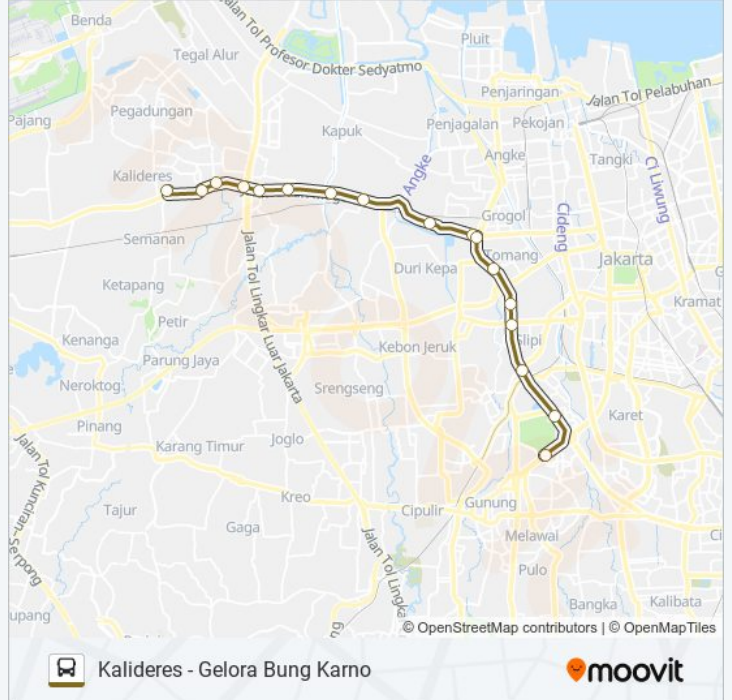 Benda
Pluit
Jalan Tol Profesor Dokter Sedyatmo
Tegal Alur
Penjaringan
Jalan Tol Pelabuhan
Pajang
Pegadungan
Kapuk
Penjagalan
Pekojan
Angke
Tangki
Ci Liwung
Kalideres
Angke
Grogol
Cideng
Semanan
Jalan Tol Lingkar Luar Jakarta
Duri Kepa
Tomang
Jakarta
Ketapang
Kramat
Petir
Kenanga
Parung Jaya
Kebon Jeruk
Slipi
Neroktog
Srengseng
Karet
Pinang
Jalan Tol Kunciran-Serpong
Karang Timur
Joglo
Kreo
Tajur
Cipulir
Gunung
Gaga
Jalan Tol Lingka
Melawai
Ci
Pulo
upang
Bangka
Kalibata
© OpenStreetMap contributors | © OpenMapTiles
Kalideres - Gelora Bung Karno
moovit